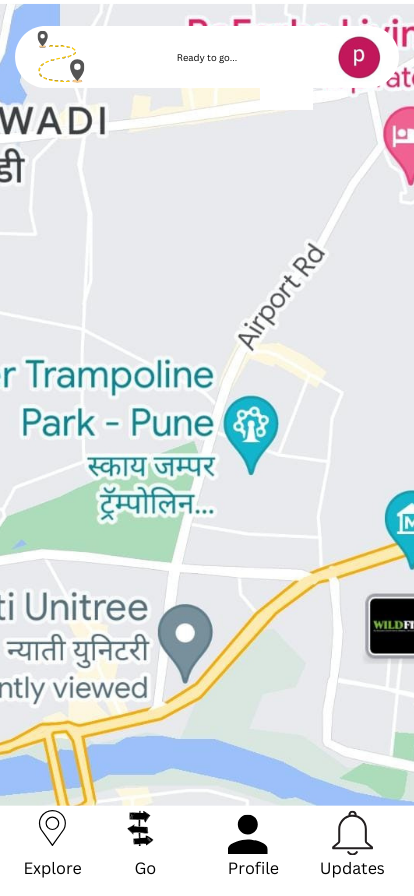 Ready to go...
p
WADI
डी
Airport Rd
r Trampoline
Park - Pune
स्काय जम्पर
ट्रॅम्पोलिन...
ti Unitree
न्याती युनिटरी
ntly viewed
WILDFI
Explore
Go
Profile
Updates